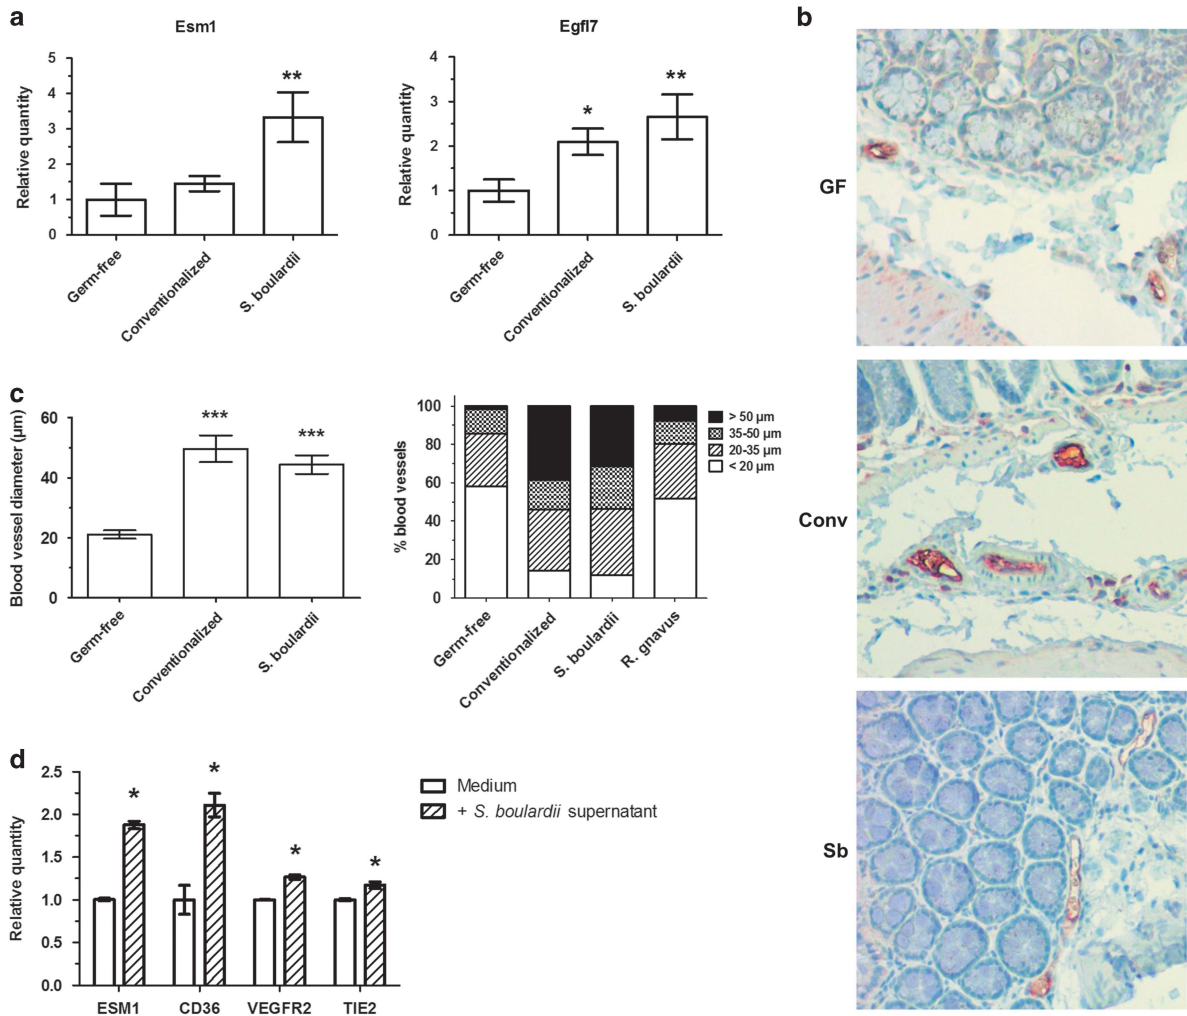 a
Esm1
Relative quantity
5
4
3
2
1
0
**
Germ-free
Conventionalized
S. boulardii
Egfl7
Relative quantity
4
3
2
1
0
*
**
Germ-free
Conventionalized
S. boulardii
b
GF
Conv
Sb
c
Blood vessel diameter (µm)
60
40
20
0
***
***
Germ-free
Conventionalized
S. boulardii
% blood vessels
100
80
60
40
20
0
Germ-free
Conventionalized
S. boulardii
R. gnavus
> 50 µm
35-50 µm
20-35 µm
< 20 µm
d
Relative quantity
2.5
2.0
1.5
1.0
0.5
0.0
*
*
*
*
ESM1 CD36 VEGFR2 TIE2
Medium
+ S. boulardii supernatant